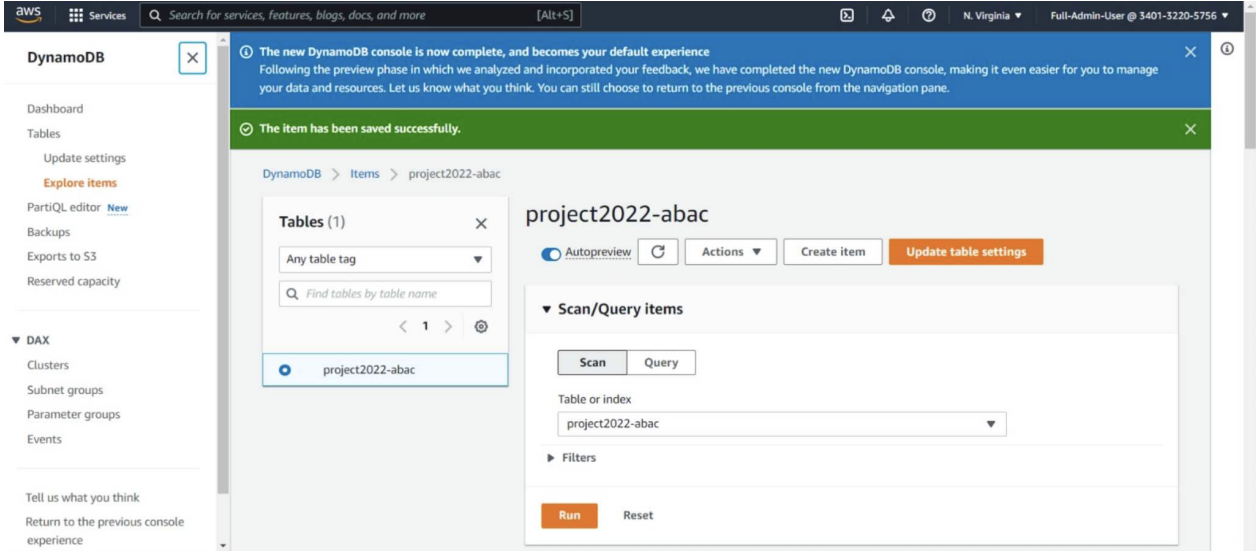 aws
Services
Search for services, features, blogs, docs, and more
[Alt+S]
N. Virginia ▼
Full-Admin-User @ 3401-3220-5756 ▼
DynamoDB
Dashboard
Tables
Update settings
Explore items
PartiQL editor New
Backups
Exports to S3
Reserved capacity
▼ DAX
Clusters
Subnet groups
Parameter groups
Events
Tell us what you think
Return to the previous console
experience
The new DynamoDB console is now complete, and becomes your default experience
Following the preview phase in which we analyzed and incorporated your feedback, we have completed the new DynamoDB console, making it even easier for you to manage
your data and resources. Let us know what you think. You can still choose to return to the previous console from the navigation pane.
The item has been saved successfully.
DynamoDB > Items > project2022-abac
Tables (1)
Any table tag
Find tables by table name
< 1 >
project2022-abac
project2022-abac
Autopreview
Actions ▼
Create item
Update table settings
▼ Scan/Query items
Scan
Query
Table or index
project2022-abac
▶ Filters
Run
Reset